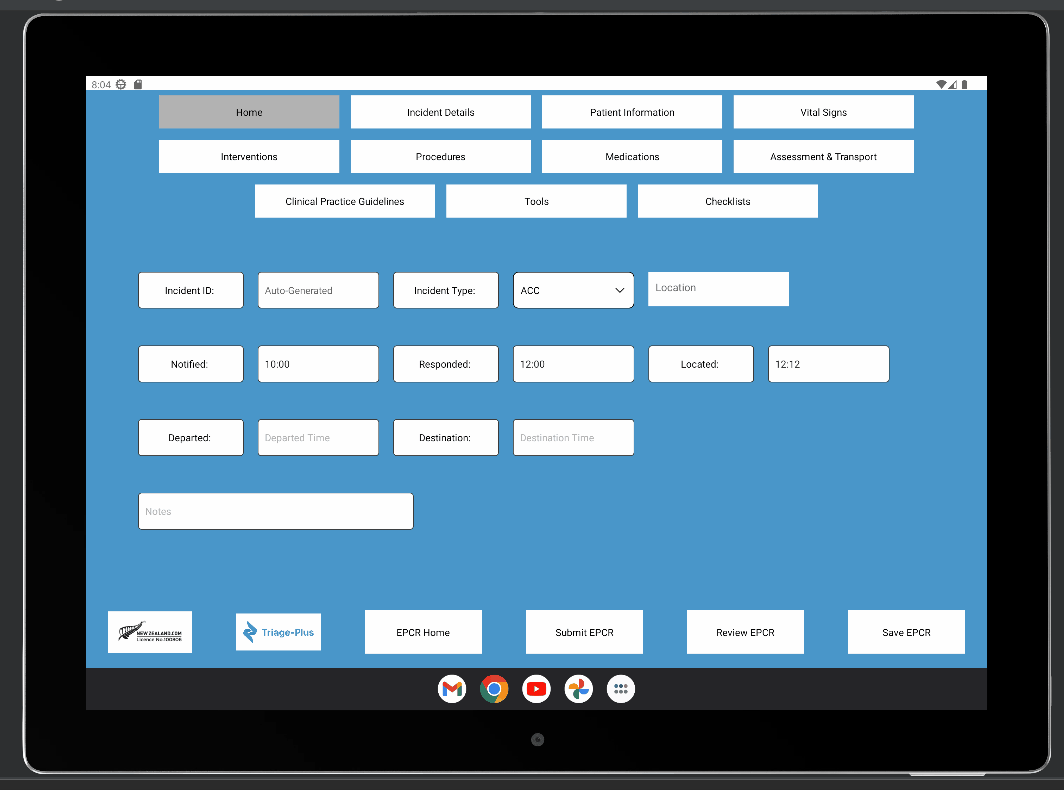 8:04
Home Incident Details Patient Information Vital Signs
Interventions Procedures Medications Assessment & Transport
Clinical Practice Guidelines Tools Checklists
Incident ID: Auto-Generated Incident Type: ACC Location
Notified: 10:00 Responded: 12:00 Located: 12:12
Departed: Departed Time Destination: Destination Time
Notes
NEW ZEALAND.COM
Licence No.100808
Triage-Plus EPCR Home Submit EPCR Review EPCR Save EPCR